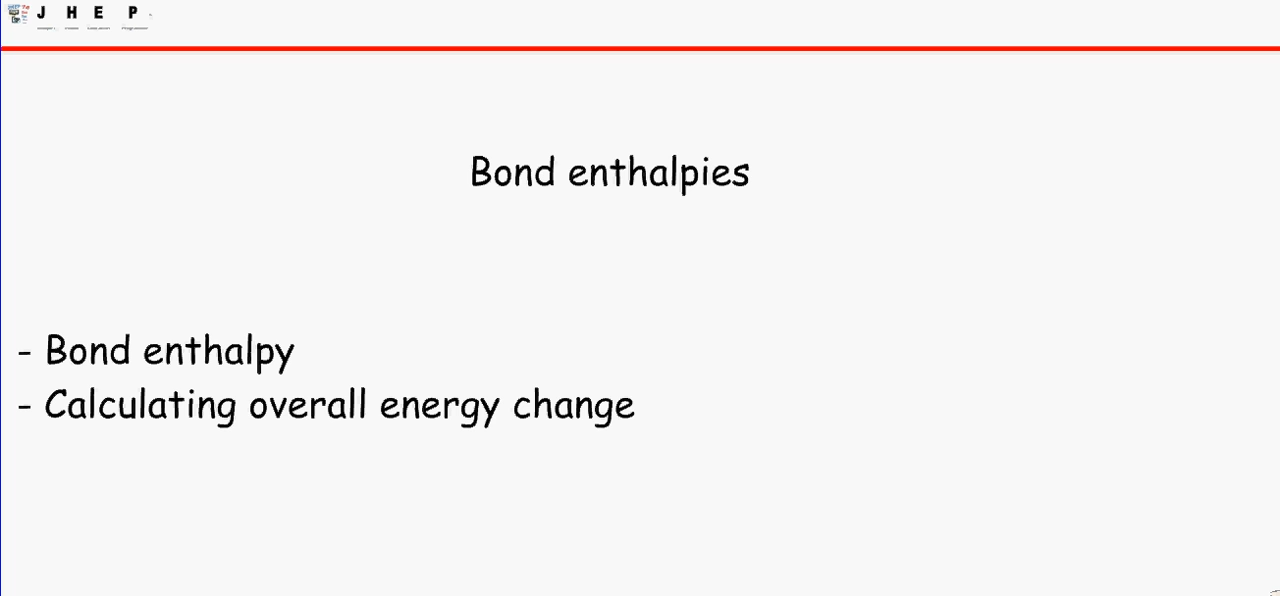 J H E P
Bond enthalpies
- Bond enthalpy
- Calculating overall energy change